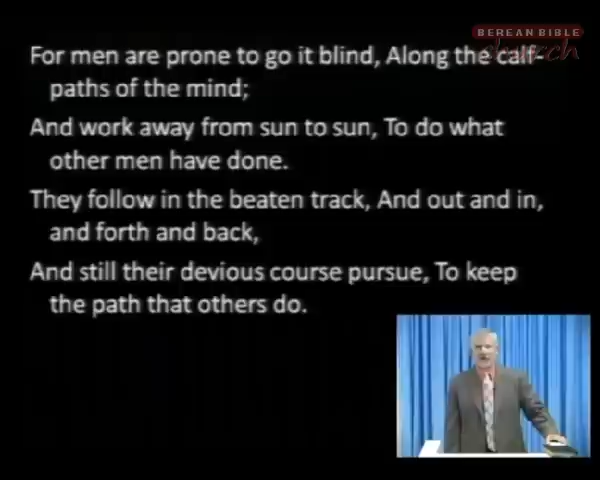 BEREAN BIBLE
church
For men are prone to go it blind, Along the calf-
paths of the mind;
And work away from sun to sun, To do what
other men have done.
They follow in the beaten track, And out and in,
and forth and back,
And still their devious course pursue, To keep
the path that others do.